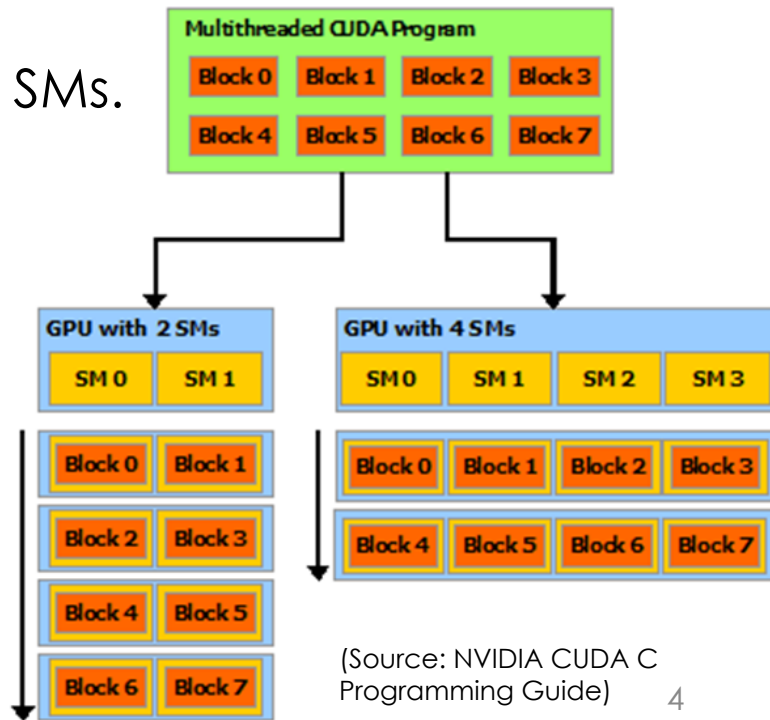 Multithreaded CUDA Program
SMs.
Block 0 Block 1 Block 2 Block 3
Block 4 Block 5 Block 6 Block 7
GPU with 2 SMs
SM 0 SM 1
Block 0 Block 1
Block 2 Block 3
Block 4 Block 5
Block 6 Block 7
GPU with 4 SMs
SM 0 SM 1 SM 2 SM 3
Block 0 Block 1 Block 2 Block 3
Block 4 Block 5 Block 6 Block 7
(Source: NVIDIA CUDA C
Programming Guide)
4